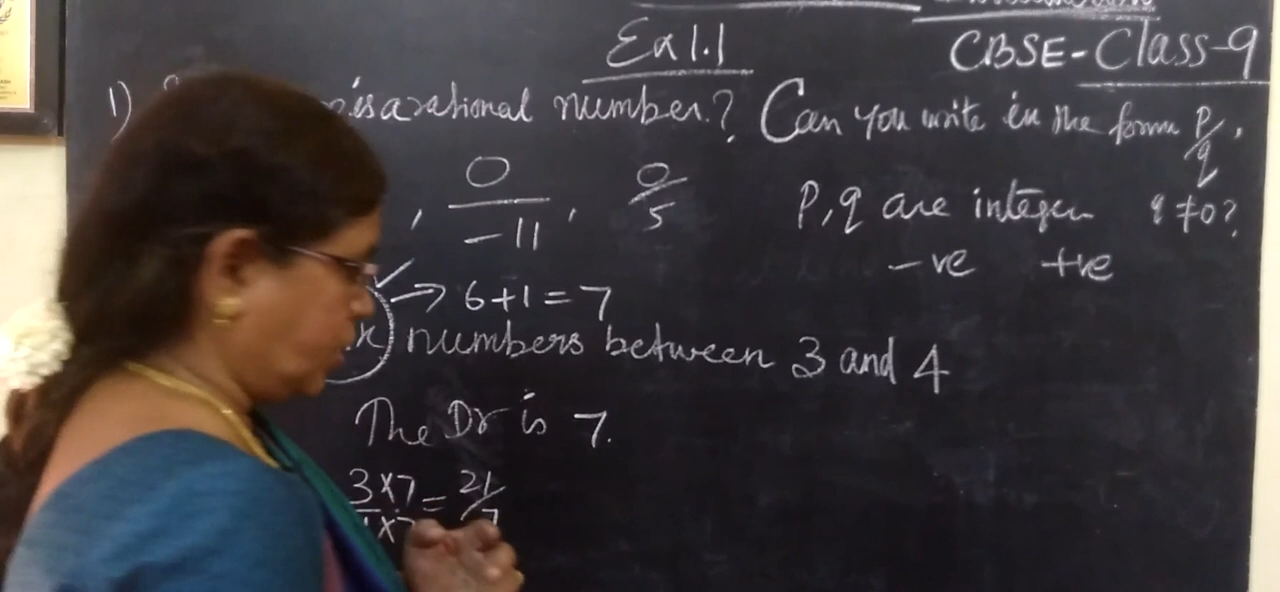 Ex 1.1
CBSE-Class-9
1) is a rational number? Can you write in the form p/q,
, 0/-11, 0/5 P, q are integer q ≠ 0?
-ve +ve
→ 6+1=7
numbers between 3 and 4
The Dr is 7.
3×7 = 21/7